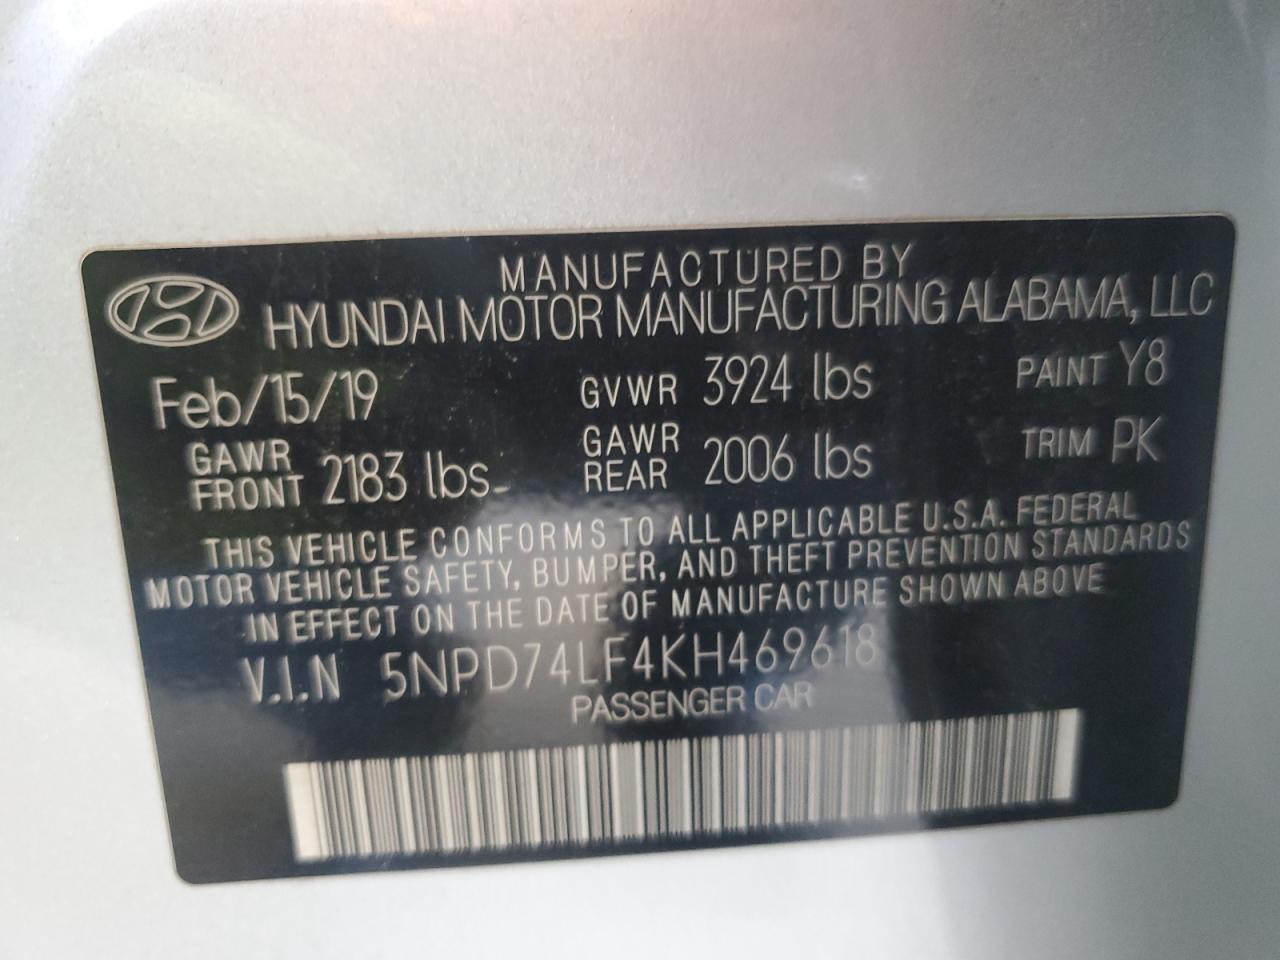 MANUFACTURED BY
HYUNDAI MOTOR MANUFACTURING ALABAMA, LLC
Feb/15/19 GVWR 3924 lbs PAINT Y8
GAWR FRONT 2183 lbs GAWR REAR 2006 lbs TRIM PK
THIS VEHICLE CONFORMS TO ALL APPLICABLE U.S.A. FEDERAL
MOTOR VEHICLE SAFETY, BUMPER, AND THEFT PREVENTION STANDARDS
IN EFFECT ON THE DATE OF MANUFACTURE SHOWN ABOVE
V.I.N 5NPD74LF4KH469618
PASSENGER CAR